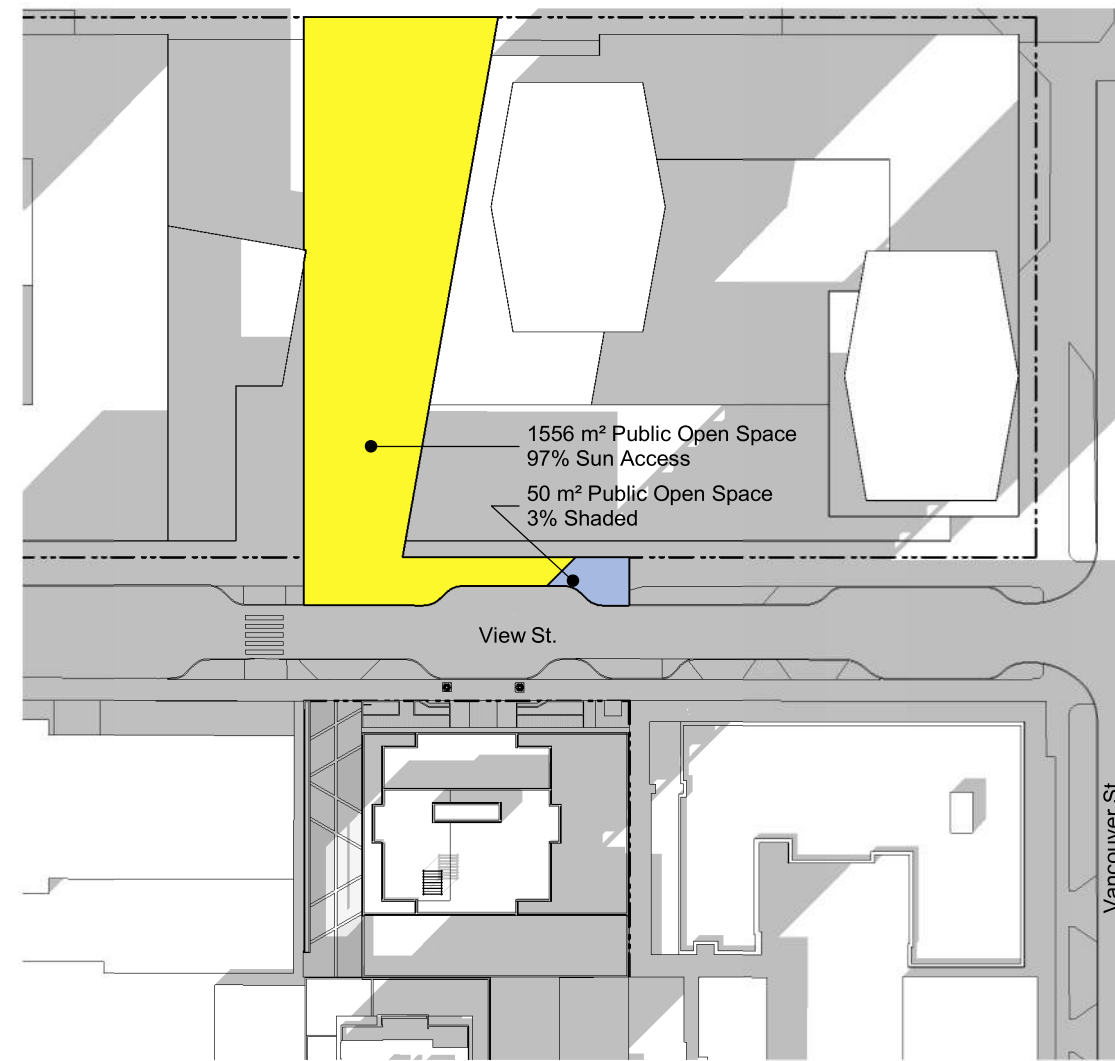 1556 m² Public Open Space
97% Sun Access
50 m² Public Open Space
3% Shaded
View St.
Vancouver St